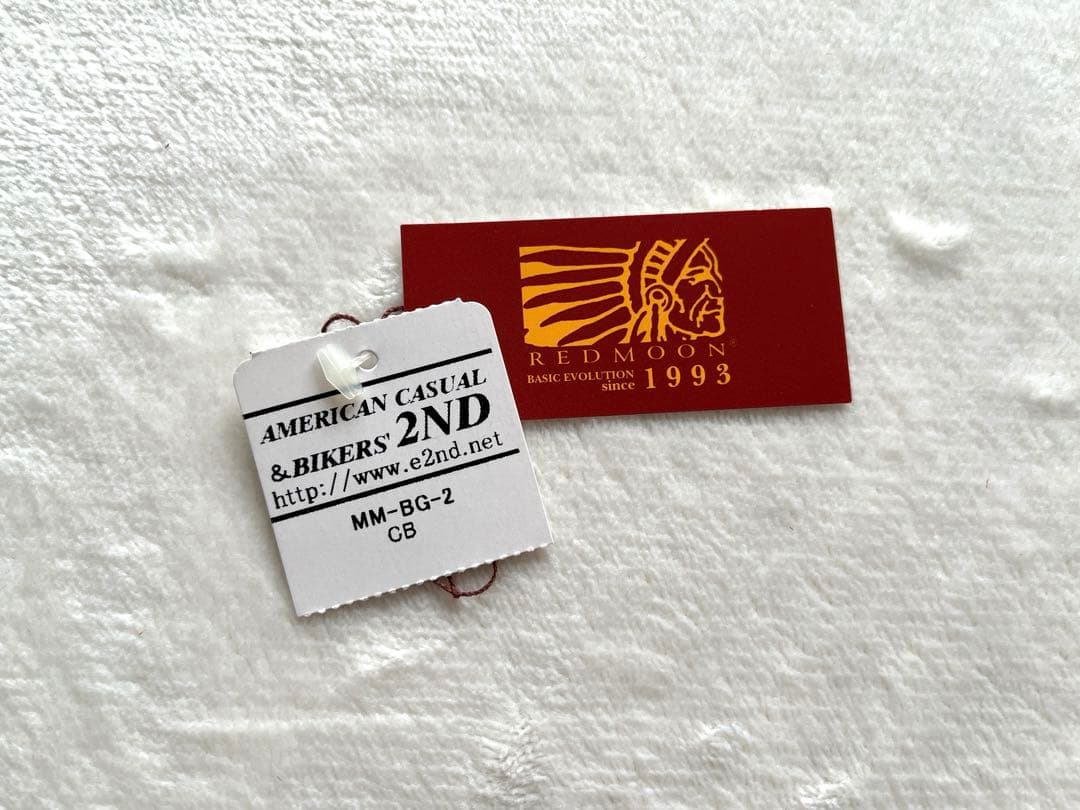 REDMOON®
BASIC EVOLUTION
since 1993
AMERICAN CASUAL
&BIKERS' 2ND
http://www.e2nd.net
MM-BG-2
CB